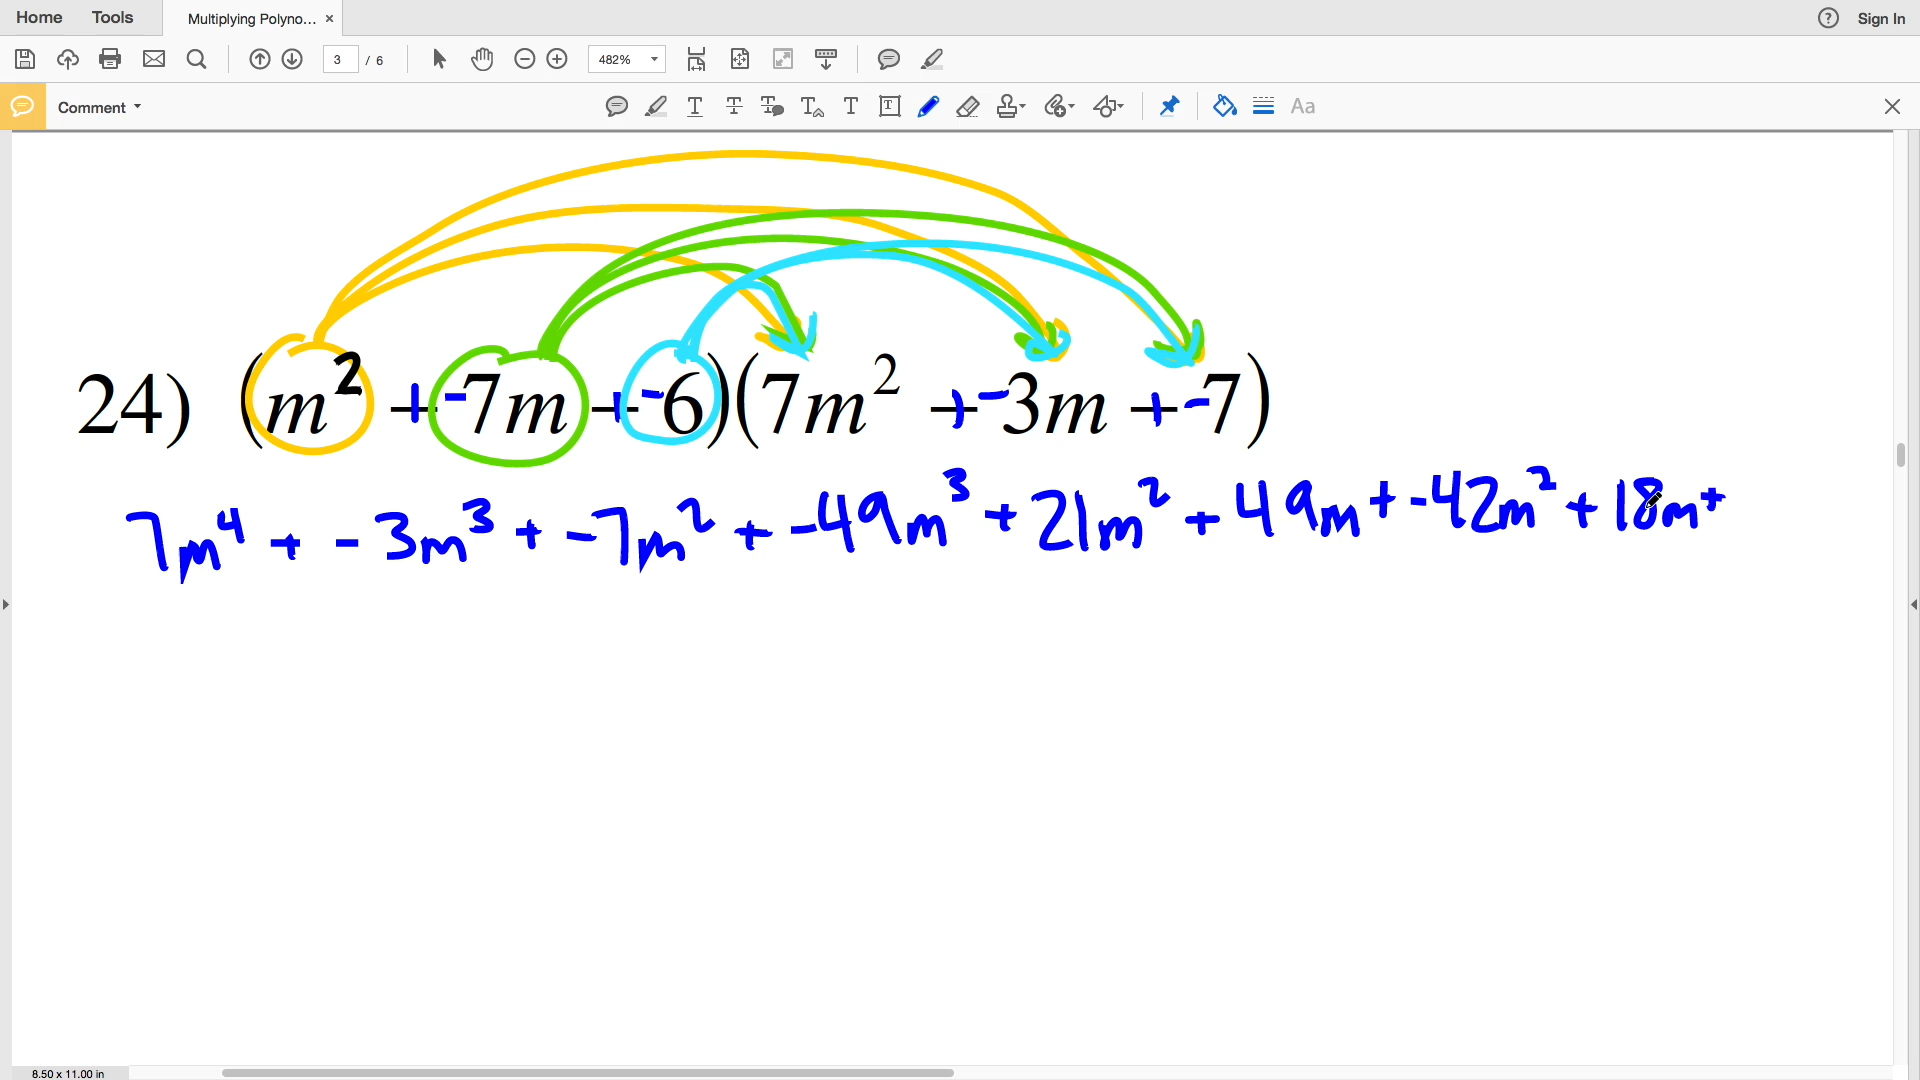 Home Tools Multiplying Polyno... × ? Sign In
3 / 6 482%
Comment Aa
24) (m² + -7m + -6)(7m² + -3m + -7)
7m⁴ + -3m³ + -7m² + -49m³ + 21m² + 49m + -42m² + 18m +
8.50 x 11.00 in